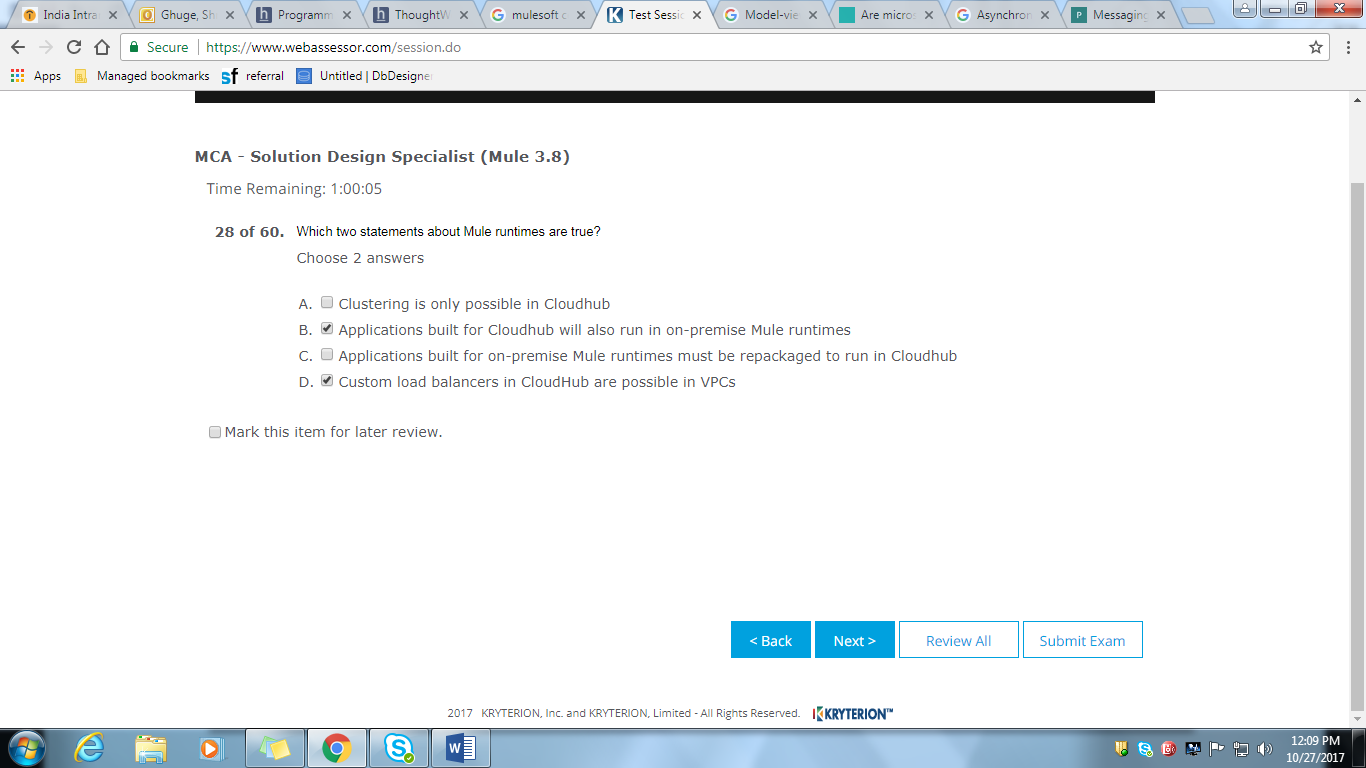 India Intra
Ghuge, Sh
Programm
ThoughtW
mulesoft c
Test Sessi
Model-vie
Are micro
Asynchron
Messaging
Secure
https://www.webassessor.com/session.do
Apps
Managed bookmarks
sf referral
Untitled | DbDesigner
MCA - Solution Design Specialist (Mule 3.8)
Time Remaining: 1:00:05
28 of 60. Which two statements about Mule runtimes are true?
Choose 2 answers
A. Clustering is only possible in Cloudhub
B. Applications built for Cloudhub will also run in on-premise Mule runtimes
C. Applications built for on-premise Mule runtimes must be repackaged to run in Cloudhub
D. Custom load balancers in CloudHub are possible in VPCs
Mark this item for later review.
< Back
Next >
Review All
Submit Exam
2017 KRYTERION, Inc. and KRYTERION, Limited - All Rights Reserved. KRYTERION™
12:09 PM
10/27/2017